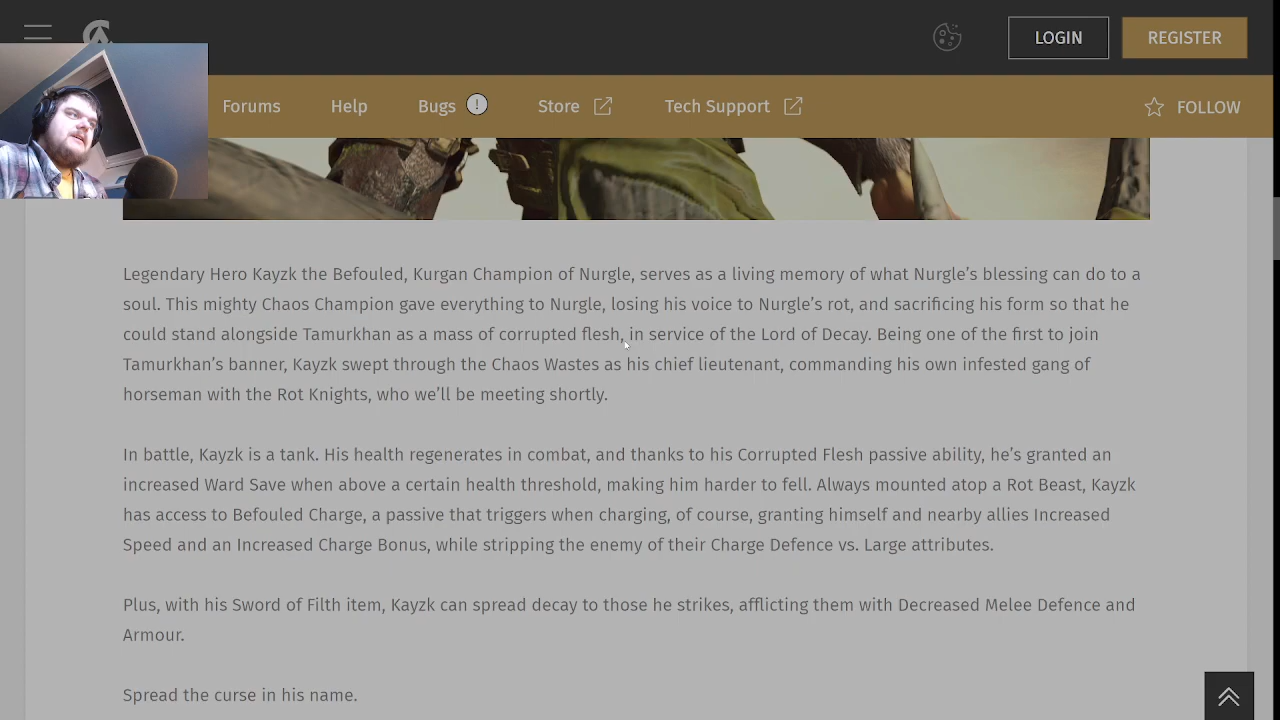 LOGIN
REGISTER
Forums
Help
Bugs !
Store
Tech Support
FOLLOW
Legendary Hero Kayzk the Befouled, Kurgan Champion of Nurgle, serves as a living memory of what Nurgle’s blessing can do to a
soul. This mighty Chaos Champion gave everything to Nurgle, losing his voice to Nurgle’s rot, and sacrificing his form so that he
could stand alongside Tamurkhan as a mass of corrupted flesh, in service of the Lord of Decay. Being one of the first to join
Tamurkhan’s banner, Kayzk swept through the Chaos Wastes as his chief lieutenant, commanding his own infested gang of
horseman with the Rot Knights, who we’ll be meeting shortly.
In battle, Kayzk is a tank. His health regenerates in combat, and thanks to his Corrupted Flesh passive ability, he’s granted an
increased Ward Save when above a certain health threshold, making him harder to fell. Always mounted atop a Rot Beast, Kayzk
has access to Befouled Charge, a passive that triggers when charging, of course, granting himself and nearby allies Increased
Speed and an Increased Charge Bonus, while stripping the enemy of their Charge Defence vs. Large attributes.
Plus, with his Sword of Filth item, Kayzk can spread decay to those he strikes, afflicting them with Decreased Melee Defence and
Armour.
Spread the curse in his name.